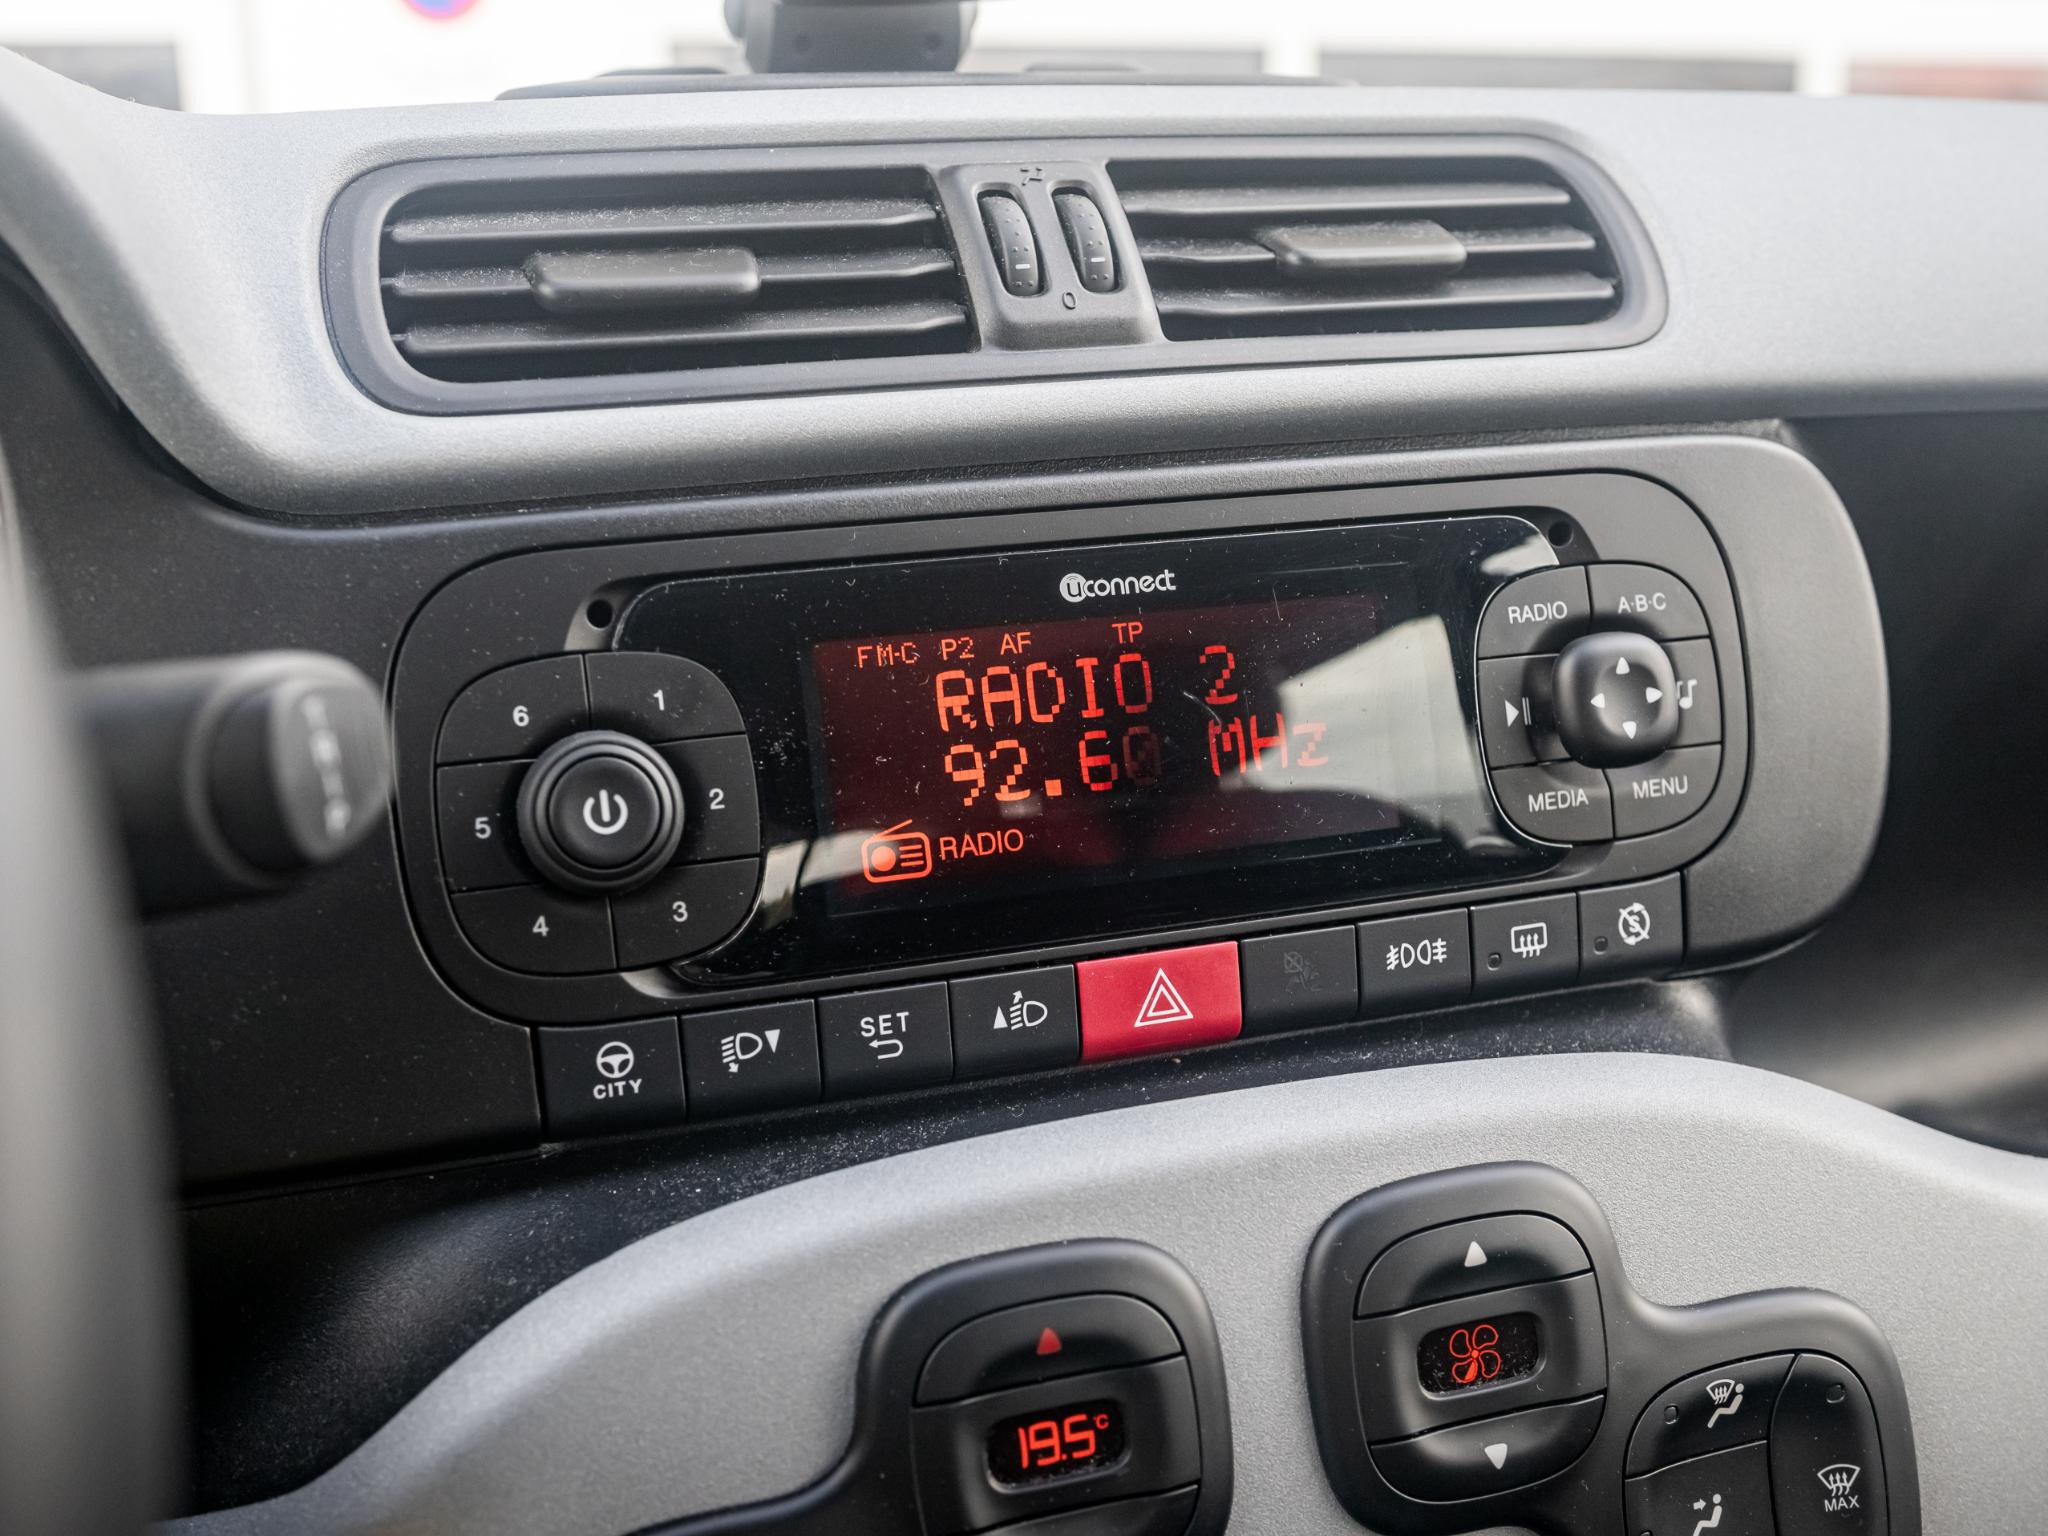 uconnect
FM-C P2 AF TP
RADIO 2
92.60 MHz
RADIO
6 1
5 2
4 3
RADIO A·B·C
MEDIA MENU
CITY
SET
0
19.5°C
MAX